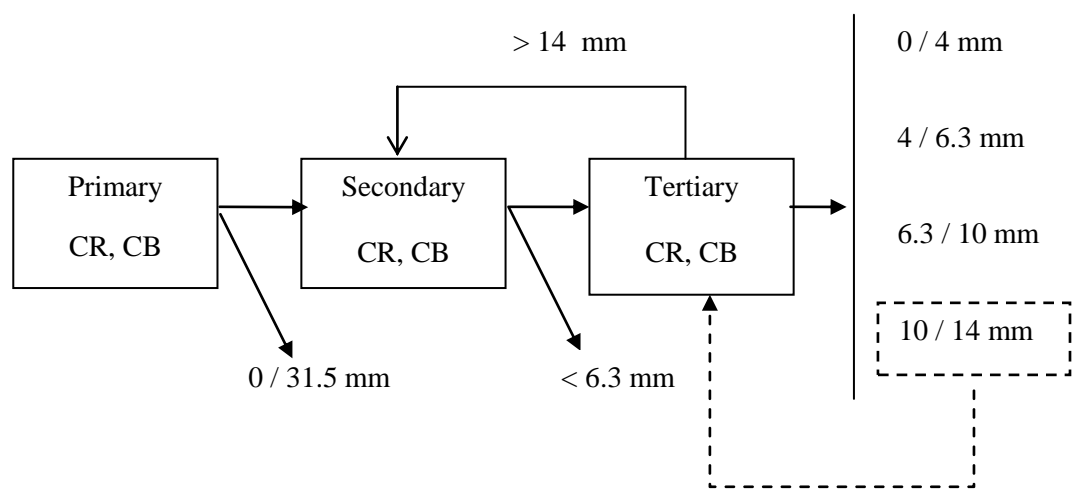 > 14 mm
Primary
CR, CB
Secondary
CR, CB
Tertiary
CR, CB
0 / 31.5 mm
< 6.3 mm
0 / 4 mm
4 / 6.3 mm
6.3 / 10 mm
10 / 14 mm